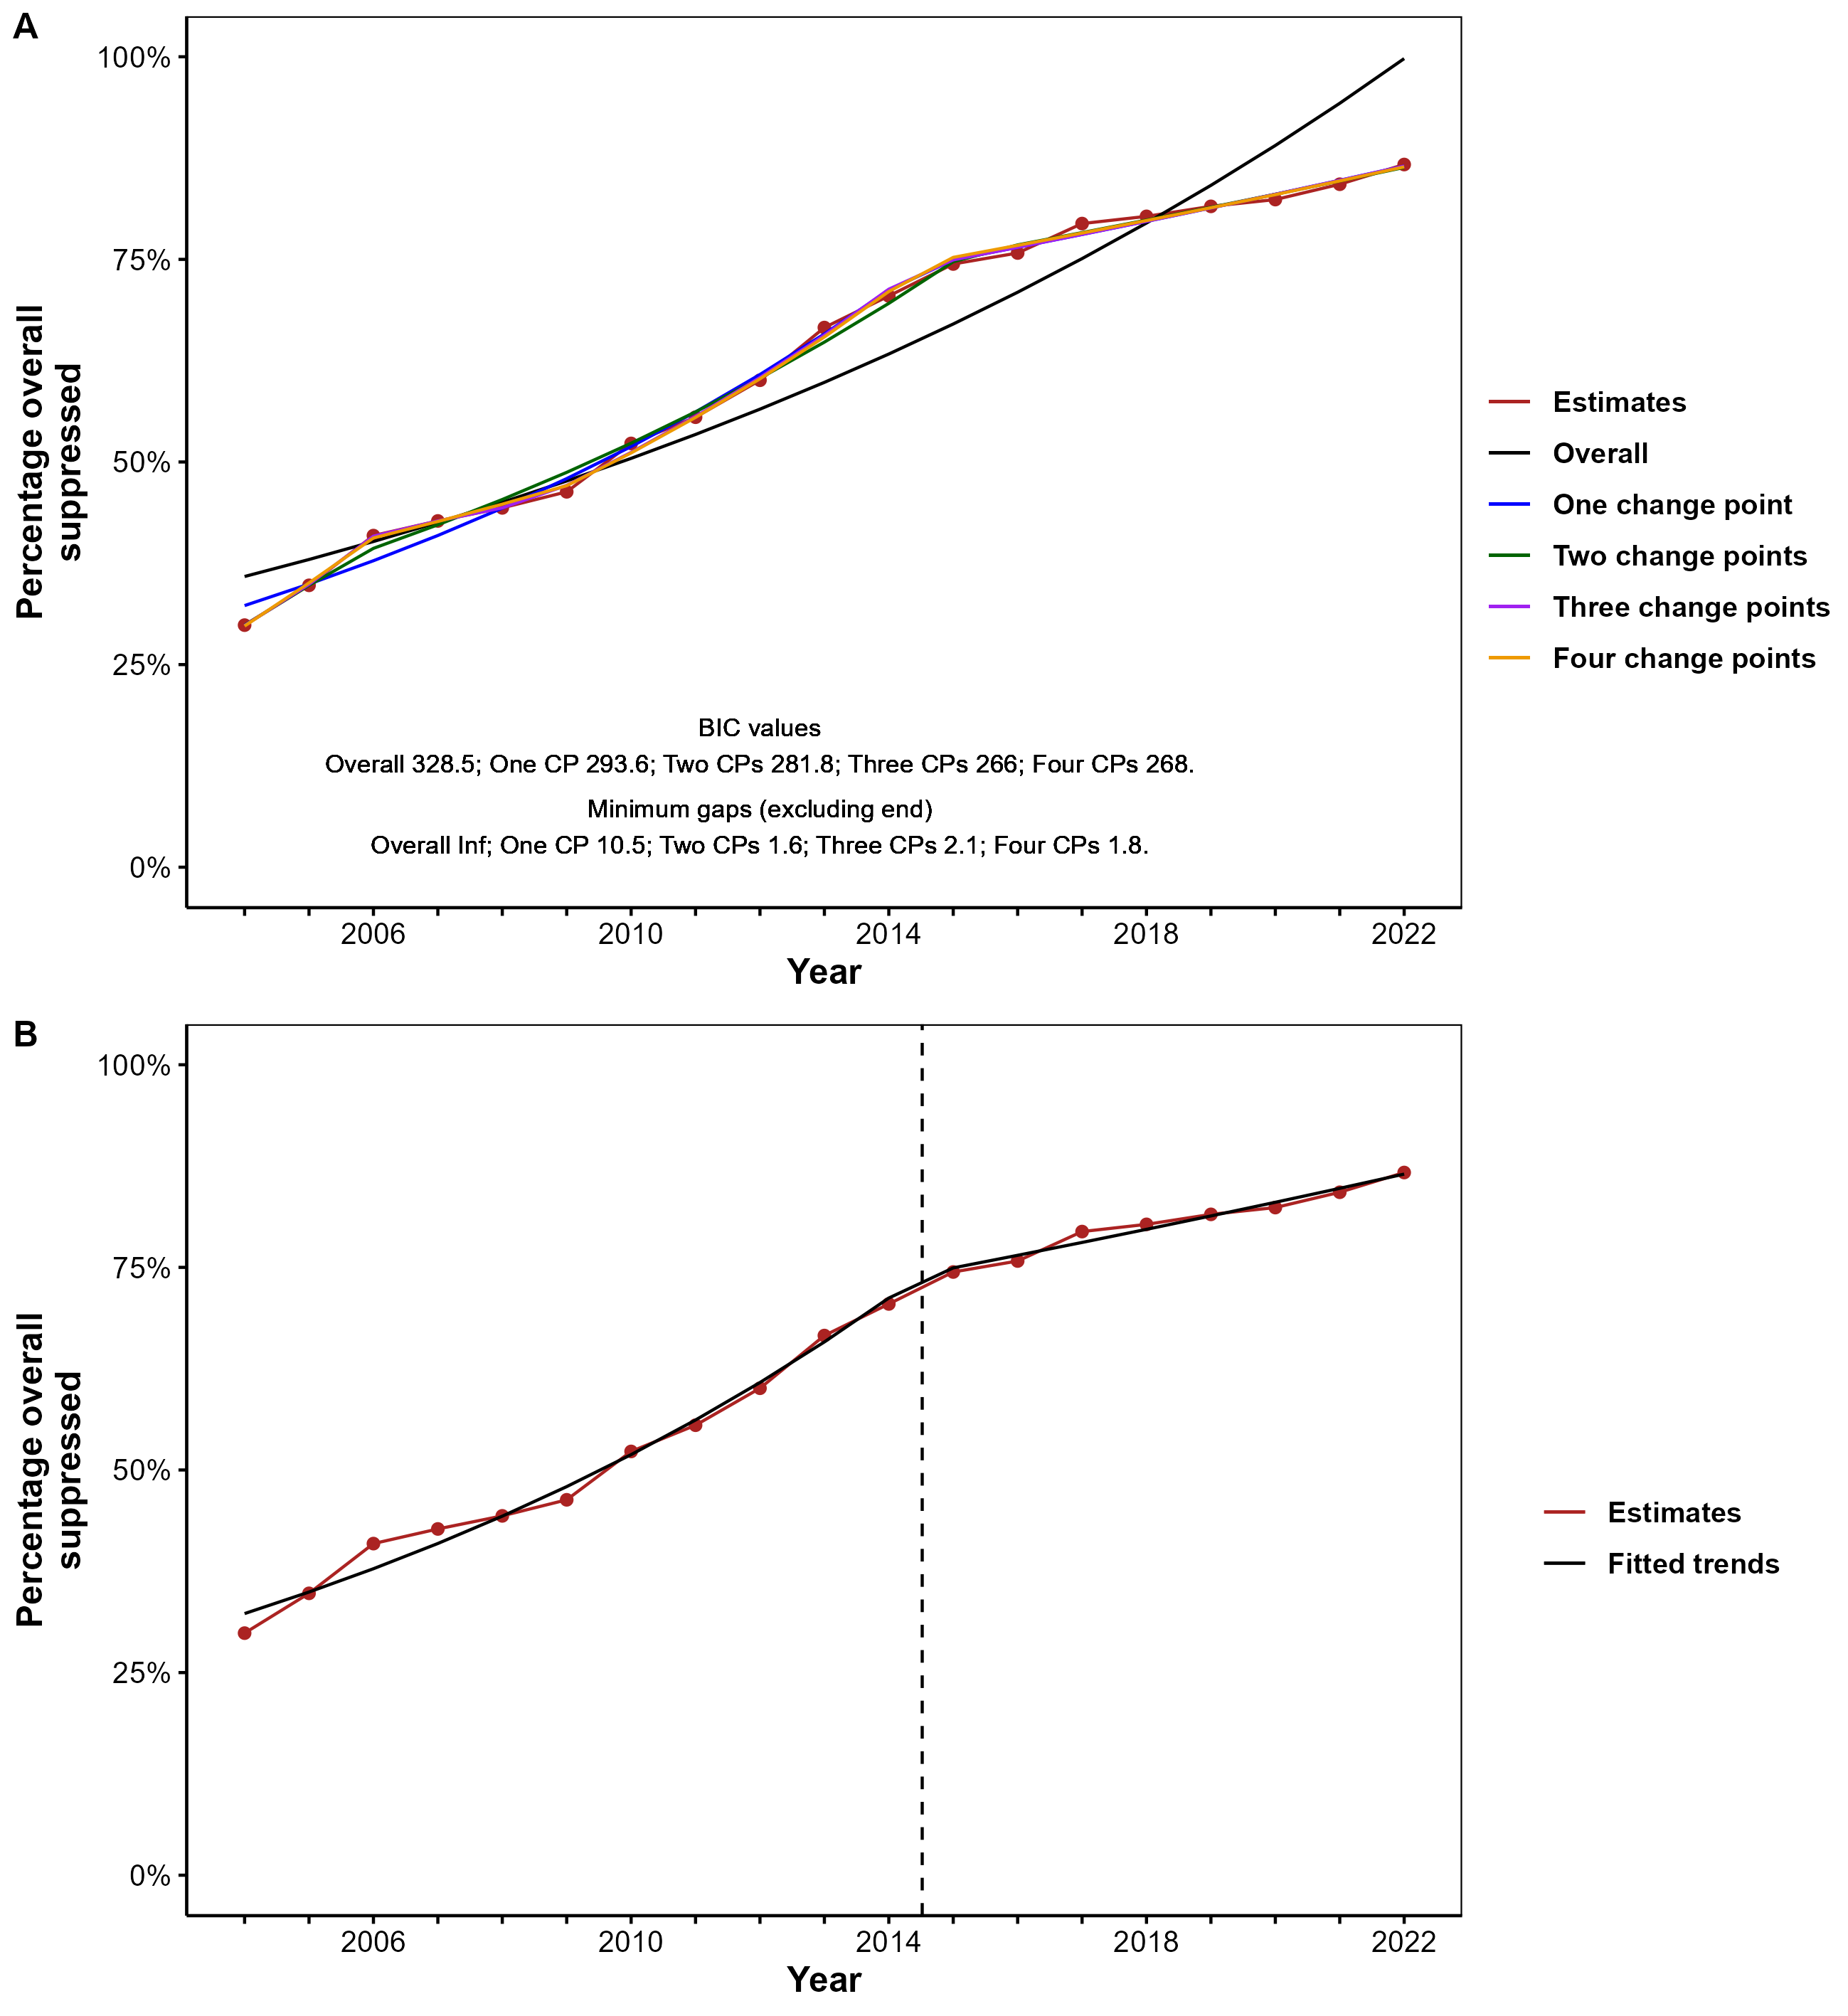 A
100%
75%
50%
25%
0%
Percentage overall
suppressed
BIC values
Overall 328.5; One CP 293.6; Two CPs 281.8; Three CPs 266; Four CPs 268.
Minimum gaps (excluding end)
Overall Inf; One CP 10.5; Two CPs 1.6; Three CPs 2.1; Four CPs 1.8.
2006 2010 2014 2018 2022
Year
Estimates
Overall
One change point
Two change points
Three change points
Four change points
B
100%
75%
50%
25%
0%
Percentage overall
suppressed
2006 2010 2014 2018 2022
Year
Estimates
Fitted trends